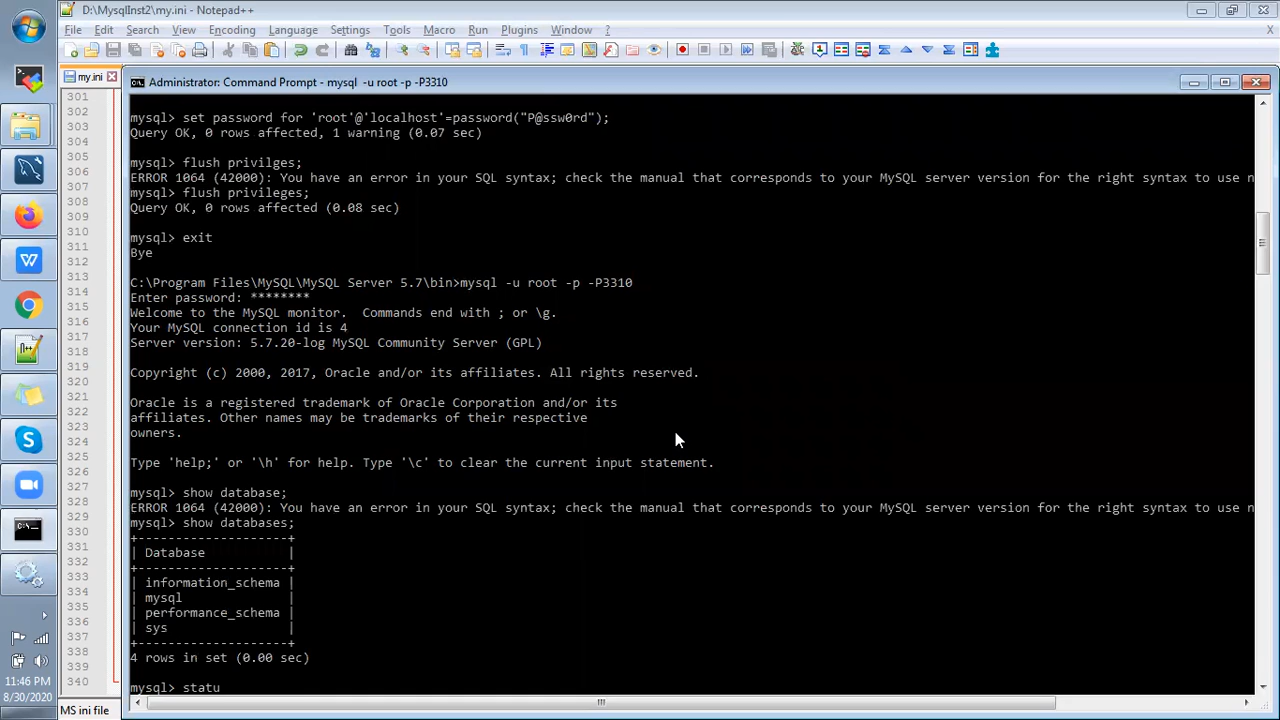 D:\MysqlInst2\my.ini - Notepad++
File Edit Search View Encoding Language Settings Tools Macro Run Plugins Window ? X
my.ini
Administrator: Command Prompt - mysql -u root -p -P3310
301
302
303
304
305
306
307
308
309
310
311
312
313
314
315
316
317
318
319
320
321
322
323
324
325
326
327
328
329
330
331
332
333
334
335
336
337
338
339
340
mysql> set password for 'root'@'localhost'=password("P@ssw0rd");
Query OK, 0 rows affected, 1 warning (0.07 sec)
mysql> flush privilges;
ERROR 1064 (42000): You have an error in your SQL syntax; check the manual that corresponds to your MySQL server version for the right syntax to use n
mysql> flush privileges;
Query OK, 0 rows affected (0.08 sec)
mysql> exit
Bye
C:\Program Files\MySQL\MySQL Server 5.7\bin>mysql -u root -p -P3310
Enter password: ********
Welcome to the MySQL monitor.  Commands end with ; or \g.
Your MySQL connection id is 4
Server version: 5.7.20-log MySQL Community Server (GPL)
Copyright (c) 2000, 2017, Oracle and/or its affiliates. All rights reserved.
Oracle is a registered trademark of Oracle Corporation and/or its
affiliates. Other names may be trademarks of their respective
owners.
Type 'help;' or '\h' for help. Type '\c' to clear the current input statement.
mysql> show database;
ERROR 1064 (42000): You have an error in your SQL syntax; check the manual that corresponds to your MySQL server version for the right syntax to use n
mysql> show databases;
+--------------------+
| Database           |
+--------------------+
| information_schema |
| mysql              |
| performance_schema |
| sys                |
+--------------------+
4 rows in set (0.00 sec)
mysql> statu
11:46 PM
8/30/2020
MS ini file